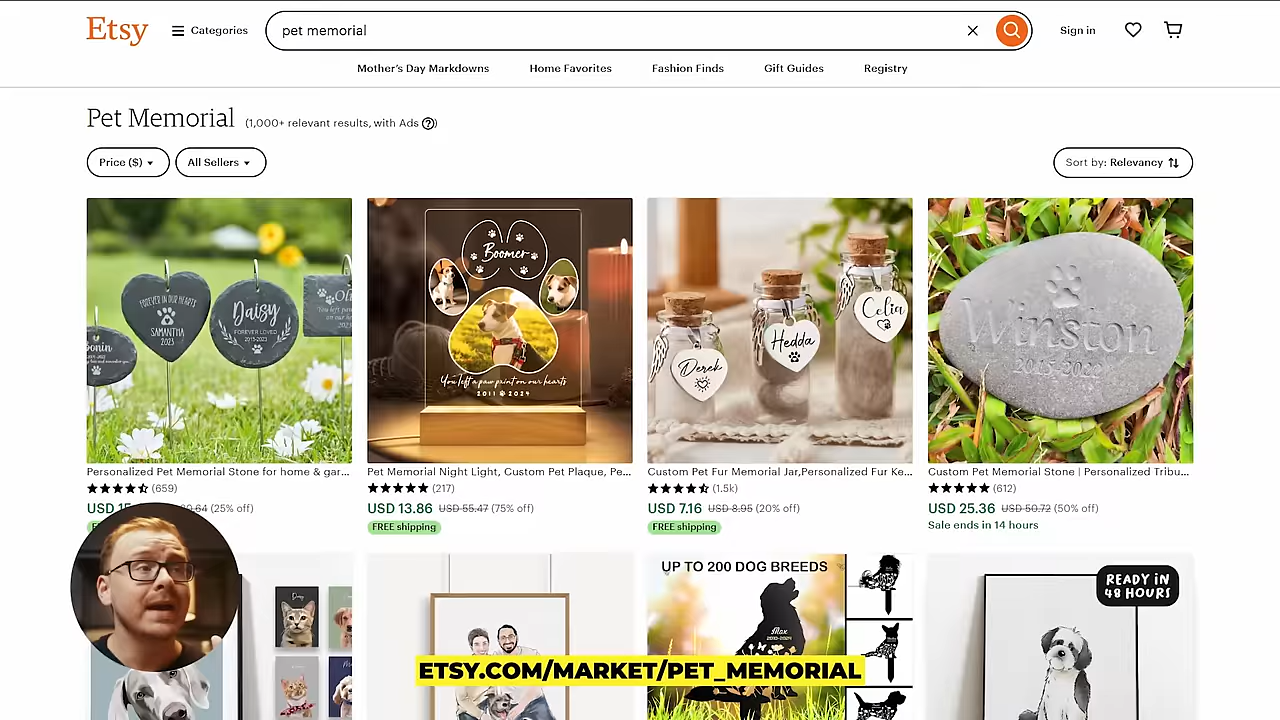 Etsy
Categories
pet memorial
Sign in
Mother's Day Markdowns
Home Favorites
Fashion Finds
Gift Guides
Registry
Pet Memorial (1,000+ relevant results, with Ads ?)
Price ($)
All Sellers
Sort by: Relevancy
FOREVER IN OUR HEARTS
SAMANTHA
2023
Daisy
FOREVER LOVED
2015-2023
Boomer
You left a paw print on our hearts
2011 2024
Derek
Hedda
Celia
Winston
Personalized Pet Memorial Stone for home & gar...
(659)
(25% off)
Pet Memorial Night Light, Custom Pet Plaque, Pe...
(217)
USD 13.86 USD 55.47 (75% off)
FREE shipping
Custom Pet Fur Memorial Jar,Personalized Fur Ke...
(1.5k)
USD 7.16 USD 8.95 (20% off)
FREE shipping
Custom Pet Memorial Stone | Personalized Tribu...
(612)
USD 25.36 USD 50.72 (50% off)
Sale ends in 14 hours
UP TO 200 DOG BREEDS
Max
READY IN
48 HOURS
ETSY.COM/MARKET/PET_MEMORIAL